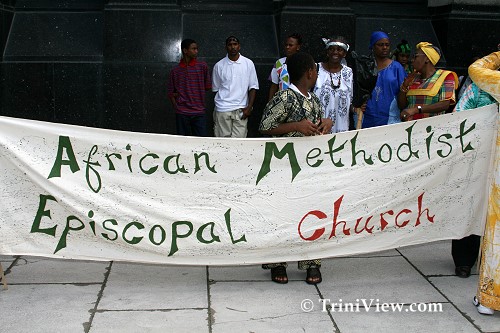 African Methodist
Episcopal Church
© TriniView.com